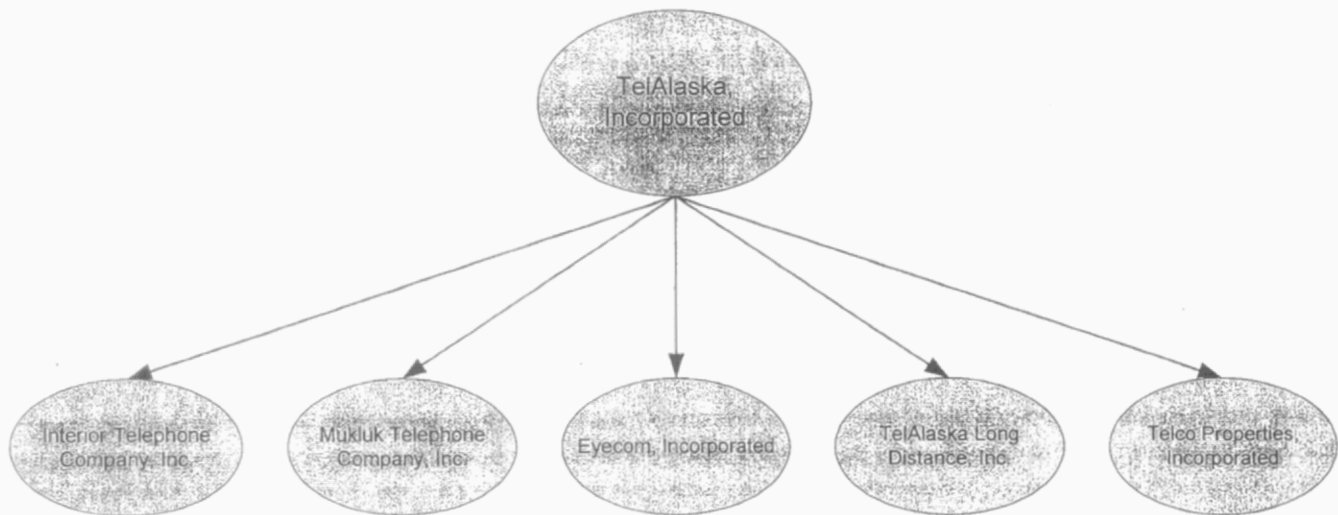 TelAlaska,
Incorporated
Interior Telephone
Company, Inc.
Mukluk Telephone
Company, Inc.
Eyecom, Incorporated
TelAlaska Long
Distance, Inc.
Telco Properties,
Incorporated